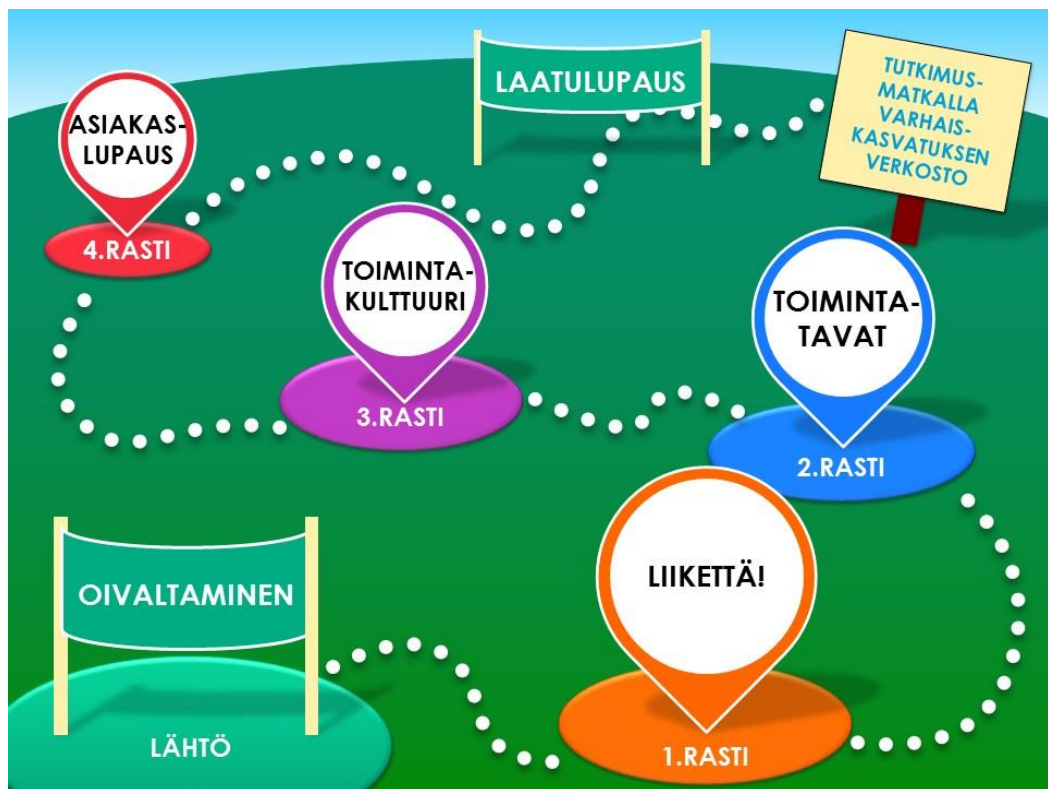 LAATULUPAUS
TUTKIMUS-
MATKALLA
VARHAIS-
KASVATUKSEN
VERKOSTO
ASIAKAS-
LUPAUS
4.RASTI
TOIMINTA-
KULTTUURI
3.RASTI
TOIMINTA-
TAVAT
2.RASTI
LIIKETTÄ!
1.RASTI
OIVALTAMINEN
LÄHTÖ